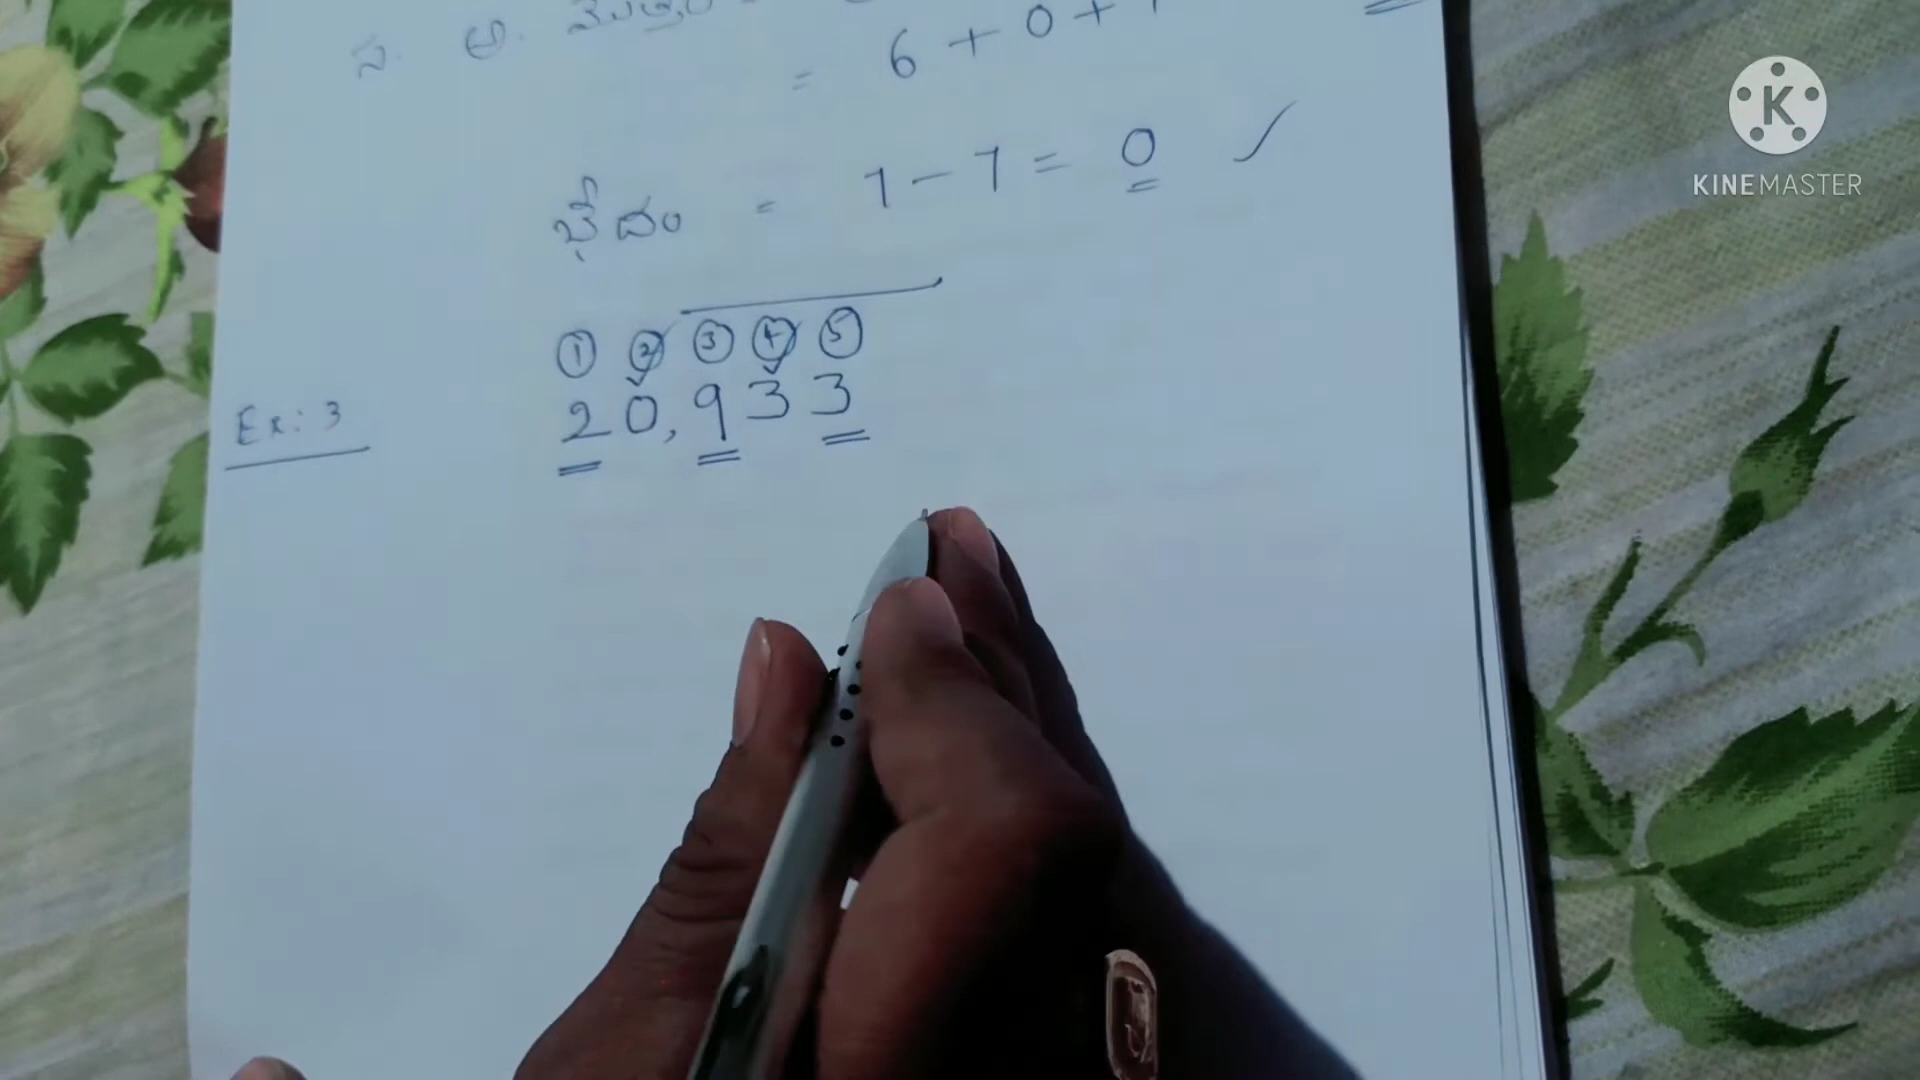 = 6 + 0 +
భేదం = 7 - 7 = 0 ✓
① ② ③ ④ ⑤
Ex: 3 20,933
KINEMASTER